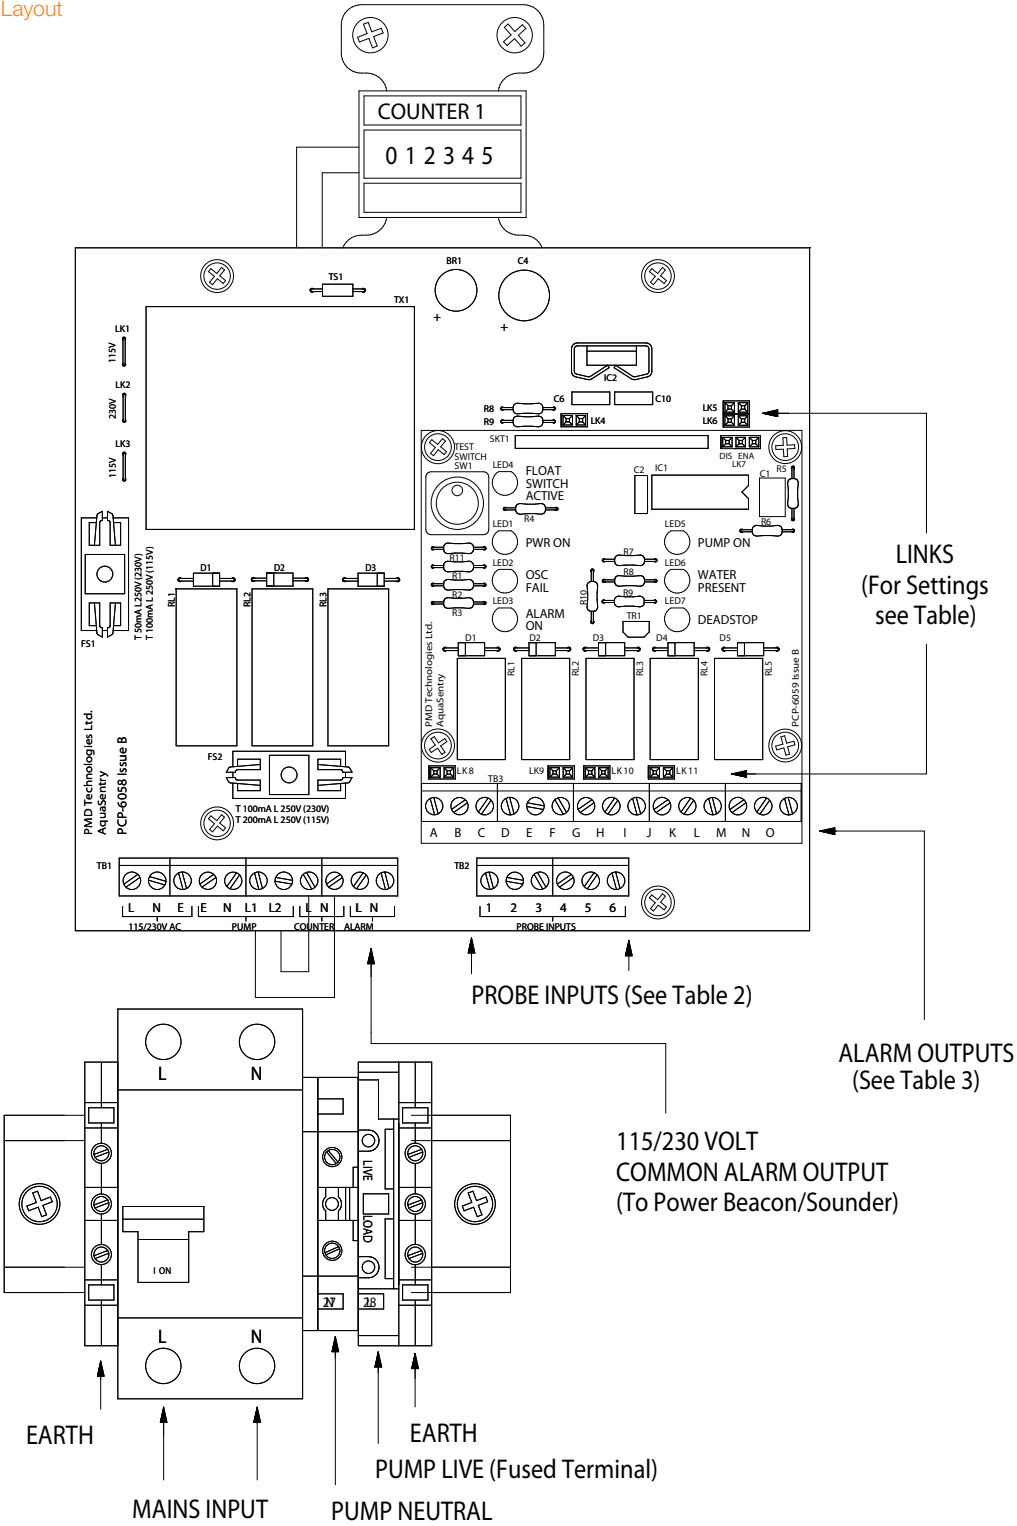 Layout
COUNTER 1
0 1 2 3 4 5
BR1
C4
TS1
TX1
+
+
LK1
115V
LK2
230V
LK3
115V
IC2
C6
C10
R8
R9
LK4
LK5
LK6
SKT1
DIS ENA
LK7
TEST
SWITCH
SW1
LED4
FLOAT
SWITCH
ACTIVE
R4
C2
IC1
C1
R5
R6
LED1
PWR ON
LED5
PUMP ON
R11
LED2
OSC
FAIL
R7
LED6
WATER
PRESENT
R1
R8
R2
LED3
ALARM
ON
R10
R9
LED7
DEADSTOP
R3
TR1
LINKS
(For Settings
see Table)
T 50mA L250V (230V)
T 100mA L 250V (115V)
FS1
D1
D2
D3
RL1
RL2
RL3
D1
D2
D3
D4
D5
RL1
RL2
RL3
RL4
RL5
PMD Technologies Ltd.
AquaSentry
PCP-6059 Issue B
PMD Technologies Ltd.
AquaSentry
PCP-6058 Issue B
FS2
T 100mA L 250V (230V)
T 200mA L 250V (115V)
LK8
LK9
LK10
LK11
TB3
A B C D E F G H I J K L M N O
TB1
TB2
L N E E N L1 L2 L N L N
115/230V AC PUMP COUNTER ALARM
1 2 3 4 5 6
PROBE INPUTS
PROBE INPUTS (See Table 2)
ALARM OUTPUTS
(See Table 3)
115/230 VOLT
COMMON ALARM OUTPUT
(To Power Beacon/Sounder)
L N
LIVE
LOAD
I ON
L N
EARTH
EARTH
PUMP LIVE (Fused Terminal)
MAINS INPUT
PUMP NEUTRAL